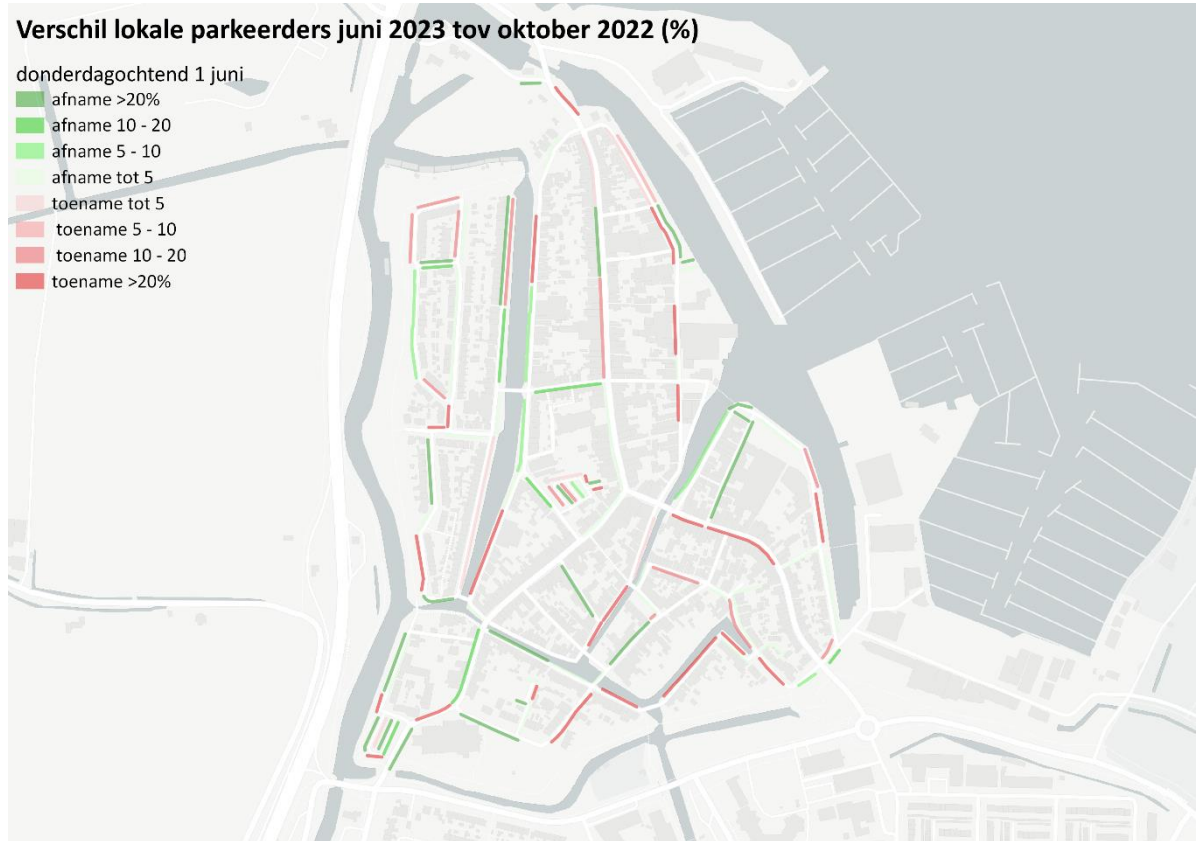 Verschil lokale parkeerders juni 2023 tov oktober 2022 (%)
donderdagochtend 1 juni
afname >20%
afname 10 - 20
afname 5 - 10
afname tot 5
toename tot 5
toename 5 - 10
toename 10 - 20
toename >20%